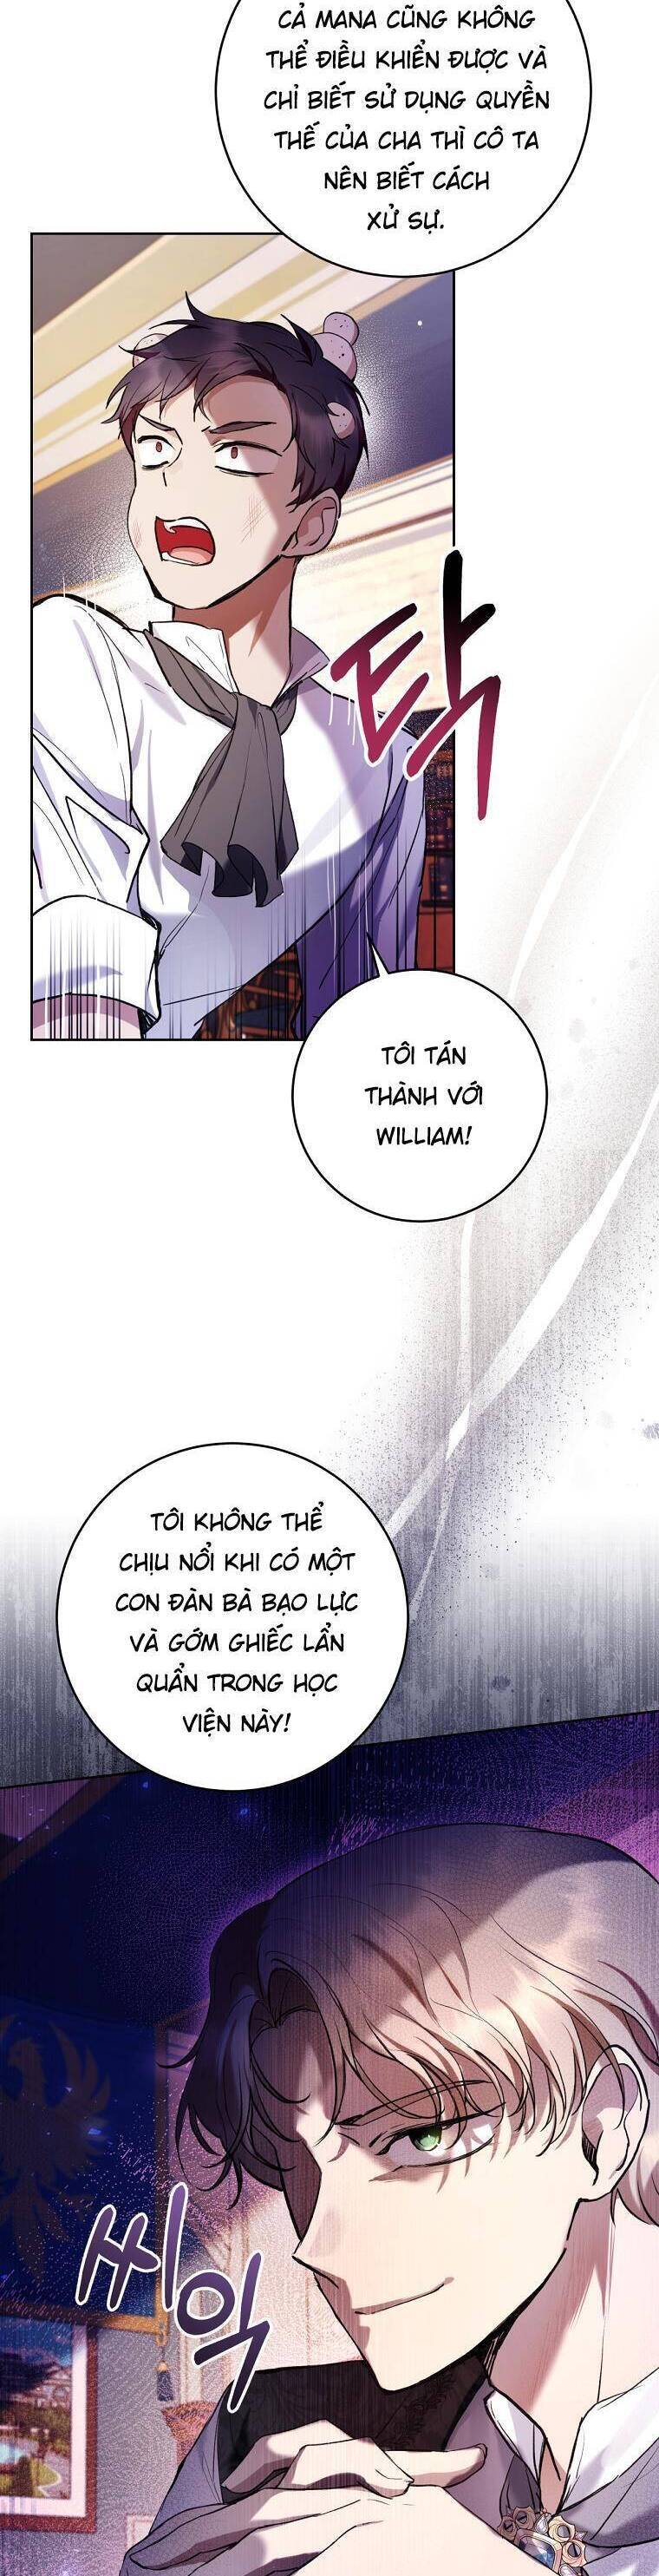 CẢ MANA CŨNG KHÔNG
THỂ ĐIỀU KHIỂN ĐƯỢC VÀ
CHỈ BIẾT SỬ DỤNG QUYỀN
THẾ CỦA CHA THÌ CÔ TA
NÊN BIẾT CÁCH
XỬ SỰ.
탁
TÔI TÁN
THÀNH VỚI
WILLIAM!
TÔI KHÔNG THỂ
CHỊU NỔI KHI CÓ MỘT
CON ĐÀN BÀ BẠO LỰC
VÀ GỚM GHIẾC LẨN
QUẨN TRONG HỌC
VIỆN NÀY!
씨익